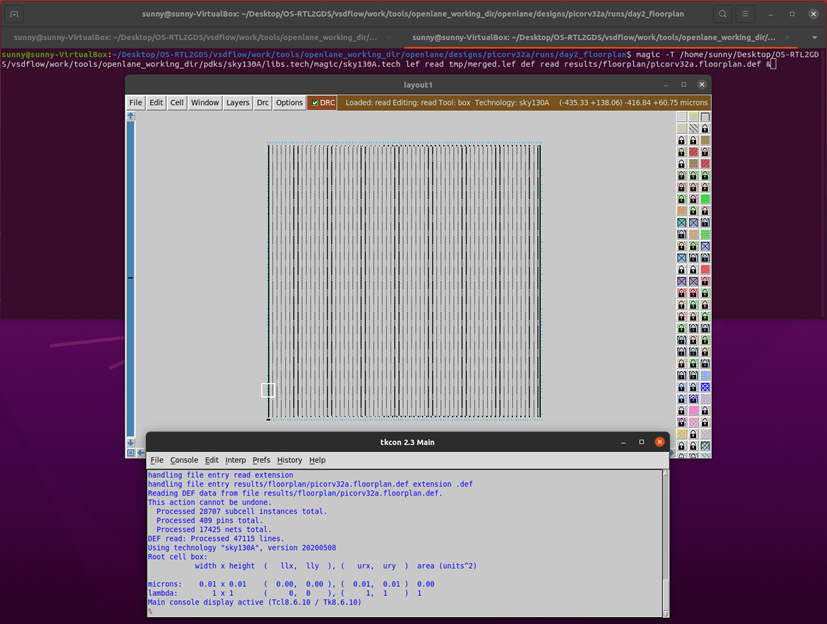 sunny@sunny-VirtualBox: ~/Desktop/OS-RTL2GDS/vsdflow/work/tools/openlane_working_dir/openlane/designs/picorv32a/runs/day2_floorplan
sunny@sunny-VirtualBox: ~/Desktop/OS-RTL2GDS/vsdflow/work/tools/openlane_working_dir/...
sunny@sunny-VirtualBox: ~/Desktop/OS-RTL2GDS/vsdflow/work/tools/openlane_working_dir/...
sunny@sunny-VirtualBox:~/Desktop/OS-RTL2GDS/vsdflow/work/tools/openlane_working_dir/openlane/designs/picorv32a/runs/day2_floorplan$ magic -T /home/sunny/Desktop/OS-RTL2GD
S/vsdflow/work/tools/openlane_working_dir/pdks/sky130A/libs.tech/magic/sky130A.tech lef read tmp/merged.lef def read results/floorplan/picorv32a.floorplan.def &
layout1
File Edit Cell Window Layers Drc Options DRC Loaded: read Editing: read Tool: box Technology: sky130A (-435.33 +138.06) -416.84 +60.75 microns
tkcon 2.3 Main
File Console Edit Interp Prefs History Help
handling file entry read extension
handling file entry results/floorplan/picorv32a.floorplan.def extension .def
Reading DEF data from file results/floorplan/picorv32a.floorplan.def.
This action cannot be undone.
Processed 28707 subcell instances total.
Processed 409 pins total.
Processed 17425 nets total.
DEF read: Processed 47115 lines.
Using technology "sky130A", version 20200508
Root cell box:
width x height ( llx, lly ), ( urx, ury ) area (units^2)
microns: 0.01 x 0.01 ( 0.00, 0.00 ), ( 0.01, 0.01 ) 0.00
lambda: 1 x 1 ( 0, 0 ), ( 1, 1 ) 1
Main console display active (Tcl8.6.10 / Tk8.6.10)
%